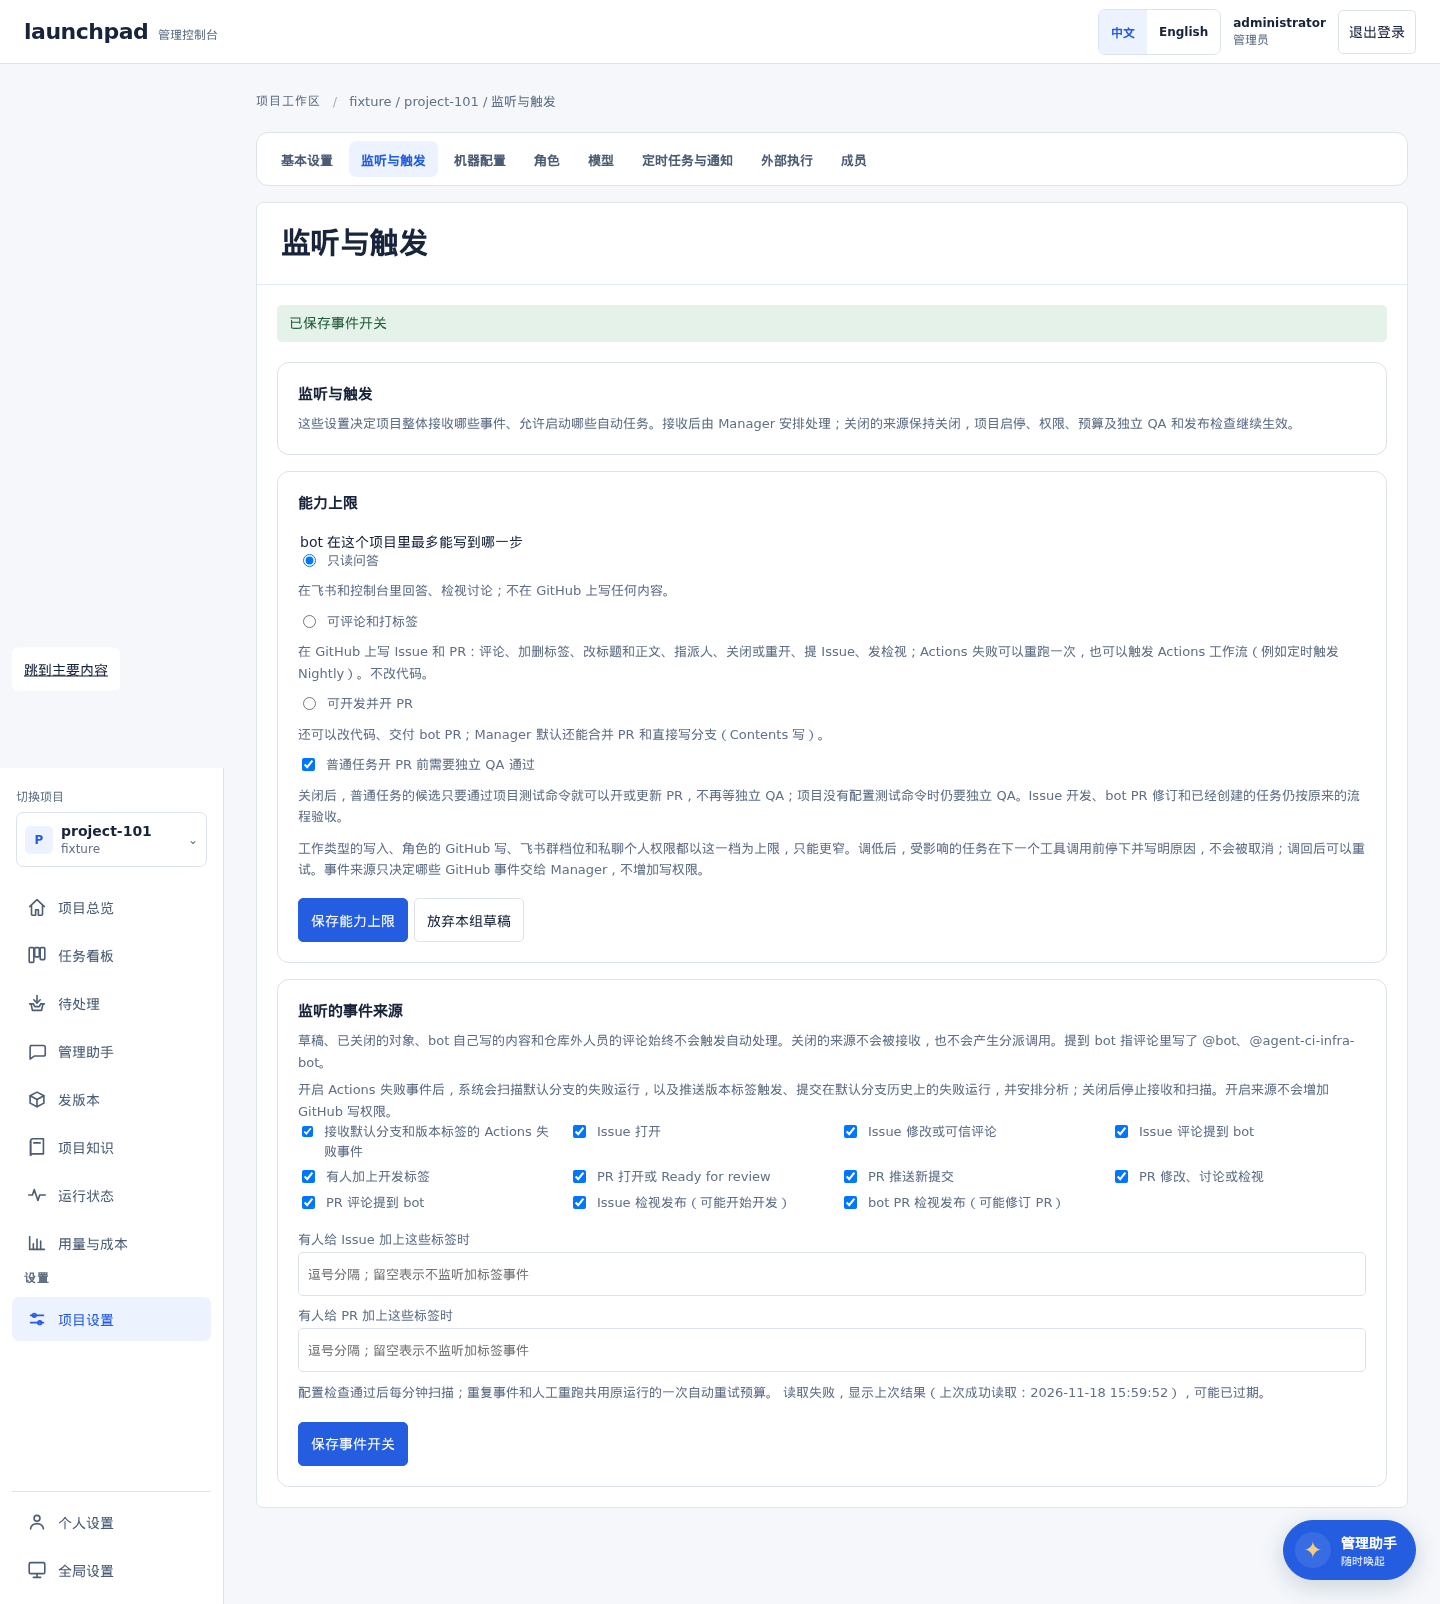 launchpad 管理控制台
中文 English
administrator
管理员
退出登录
项目工作区 / fixture / project-101 / 监听与触发
基本设置 监听与触发 机器配置 角色 模型 定时任务与通知 外部执行 成员
监听与触发
已保存事件开关
监听与触发
这些设置决定项目整体接收哪些事件、允许启动哪些自动任务。接收后由 Manager 安排处理；关闭的来源保持关闭，项目启停、权限、预算及独立 QA 和发布检查继续生效。
能力上限
bot 在这个项目里最多能写到哪一步
只读问答
在飞书和控制台里回答、检视讨论；不在 GitHub 上写任何内容。
可评论和打标签
在 GitHub 上写 Issue 和 PR：评论、加删标签、改标题和正文、指派人、关闭或重开、提 Issue、发检视；Actions 失败可以重跑一次，也可以触发 Actions 工作流（例如定时触发
Nightly）。不改代码。
可开发并开 PR
还可以改代码、交付 bot PR；Manager 默认还能合并 PR 和直接写分支（Contents 写）。
普通任务开 PR 前需要独立 QA 通过
关闭后，普通任务的候选只要通过项目测试命令就可以开或更新 PR，不再等独立 QA；项目没有配置测试命令时仍要独立 QA。Issue 开发、bot PR 修订和已经创建的任务仍按原来的流
程验收。
工作类型的写入、角色的 GitHub 写、飞书群档位和私聊个人权限都以这一档为上限，只能更窄。调低后，受影响的任务在下一个工具调用前停下并写明原因，不会被取消；调回后可以重
试。事件来源只决定哪些 GitHub 事件交给 Manager，不增加写权限。
保存能力上限 放弃本组草稿
监听的事件来源
草稿、已关闭的对象、bot 自己写的内容和仓库外人员的评论始终不会触发自动处理。关闭的来源不会被接收，也不会产生分派调用。提到 bot 指评论里写了 @bot、@agent-ci-infra-
bot。
开启 Actions 失败事件后，系统会扫描默认分支的失败运行，以及推送版本标签触发、提交在默认分支历史上的失败运行，并安排分析；关闭后停止接收和扫描。开启来源不会增加
GitHub 写权限。
接收默认分支和版本标签的 Actions 失
败事件
Issue 打开
Issue 修改或可信评论
Issue 评论提到 bot
有人加上开发标签
PR 打开或 Ready for review
PR 推送新提交
PR 修改、讨论或检视
PR 评论提到 bot
Issue 检视发布（可能开始开发）
bot PR 检视发布（可能修订 PR）
有人给 Issue 加上这些标签时
逗号分隔；留空表示不监听加标签事件
有人给 PR 加上这些标签时
逗号分隔；留空表示不监听加标签事件
配置检查通过后每分钟扫描；重复事件和人工重跑共用原运行的一次自动重试预算。 读取失败，显示上次结果（上次成功读取：2026-11-18 15:59:52），可能已过期。
保存事件开关
跳到主要内容
切换项目
P project-101
fixture
项目总览
任务看板
待处理
管理助手
发版本
项目知识
运行状态
用量与成本
设置
项目设置
个人设置
全局设置
管理助手
随时唤起